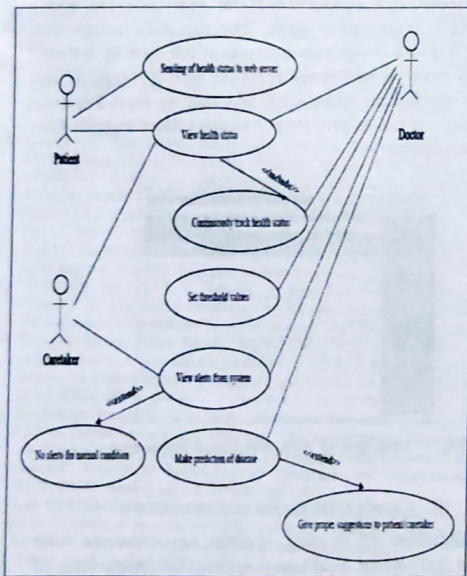 Sending of health status to web server
Patient
View health status
Doctor
<<include>>
Continuously track health status
Set threshold values
Caretaker
View alerts from system
<<extend>>
No alerts for normal condition
Make prediction of disease
<<extend>>
Give proper suggestions to patient caretaker